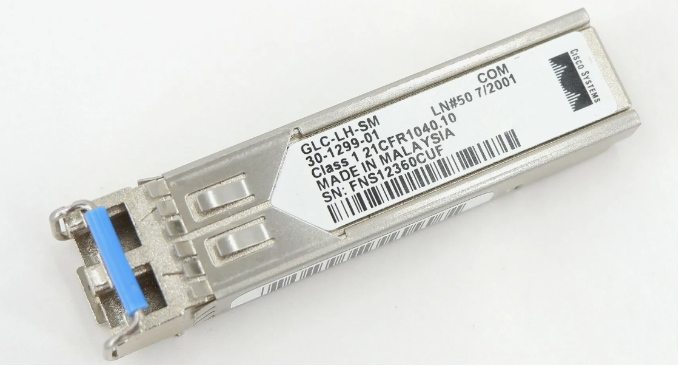 GLC-LH-SM COM
30-1299-01 LN#50 7/2001
Class 1 21CFR1040.10
MADE IN MALAYSIA
SN: FNS12360CUF
CISCO SYSTEMS